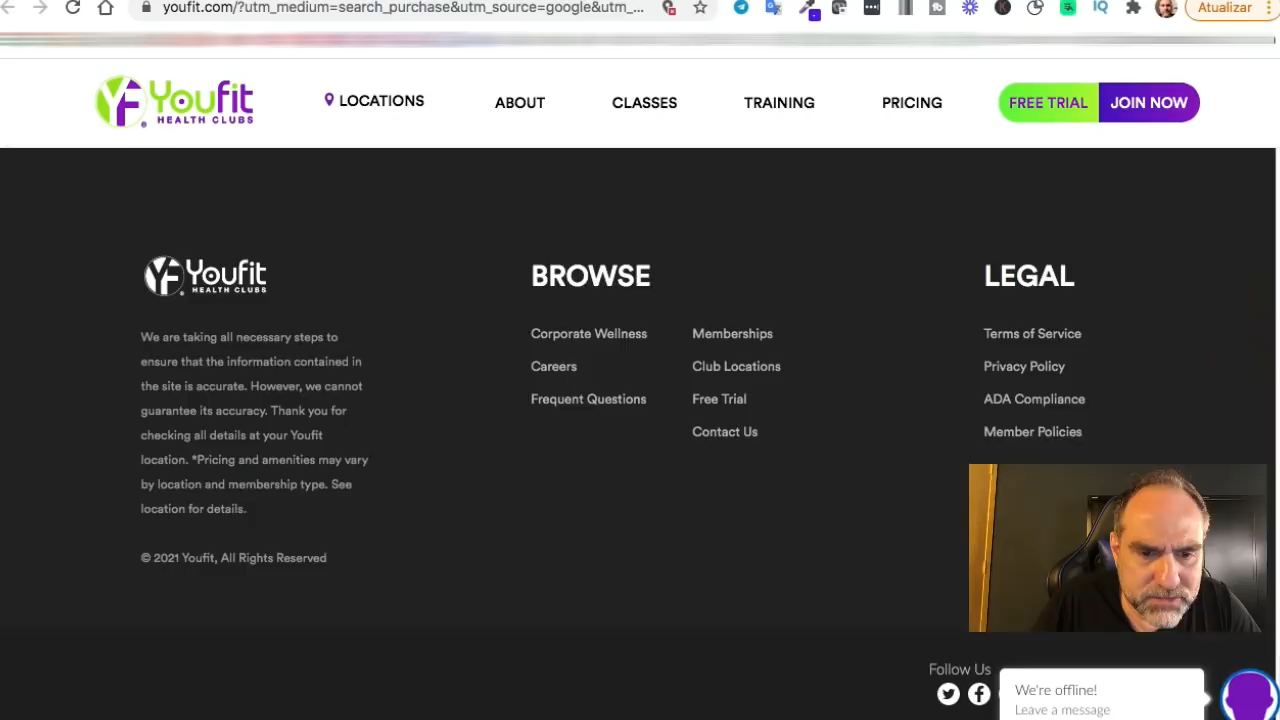 youfit.com/?utm_medium=search_purchase&utm_source=google&utm_...
Atualizar
Youfit
HEALTH CLUBS
LOCATIONS
ABOUT
CLASSES
TRAINING
PRICING
FREE TRIAL
JOIN NOW
Youfit
HEALTH CLUBS
We are taking all necessary steps to
ensure that the information contained in
the site is accurate. However, we cannot
guarantee its accuracy. Thank you for
checking all details at your Youfit
location. *Pricing and amenities may vary
by location and membership type. See
location for details.
© 2021 Youfit, All Rights Reserved
BROWSE
Corporate Wellness
Careers
Frequent Questions
Memberships
Club Locations
Free Trial
Contact Us
LEGAL
Terms of Service
Privacy Policy
ADA Compliance
Member Policies
Follow Us
We're offline!
Leave a message